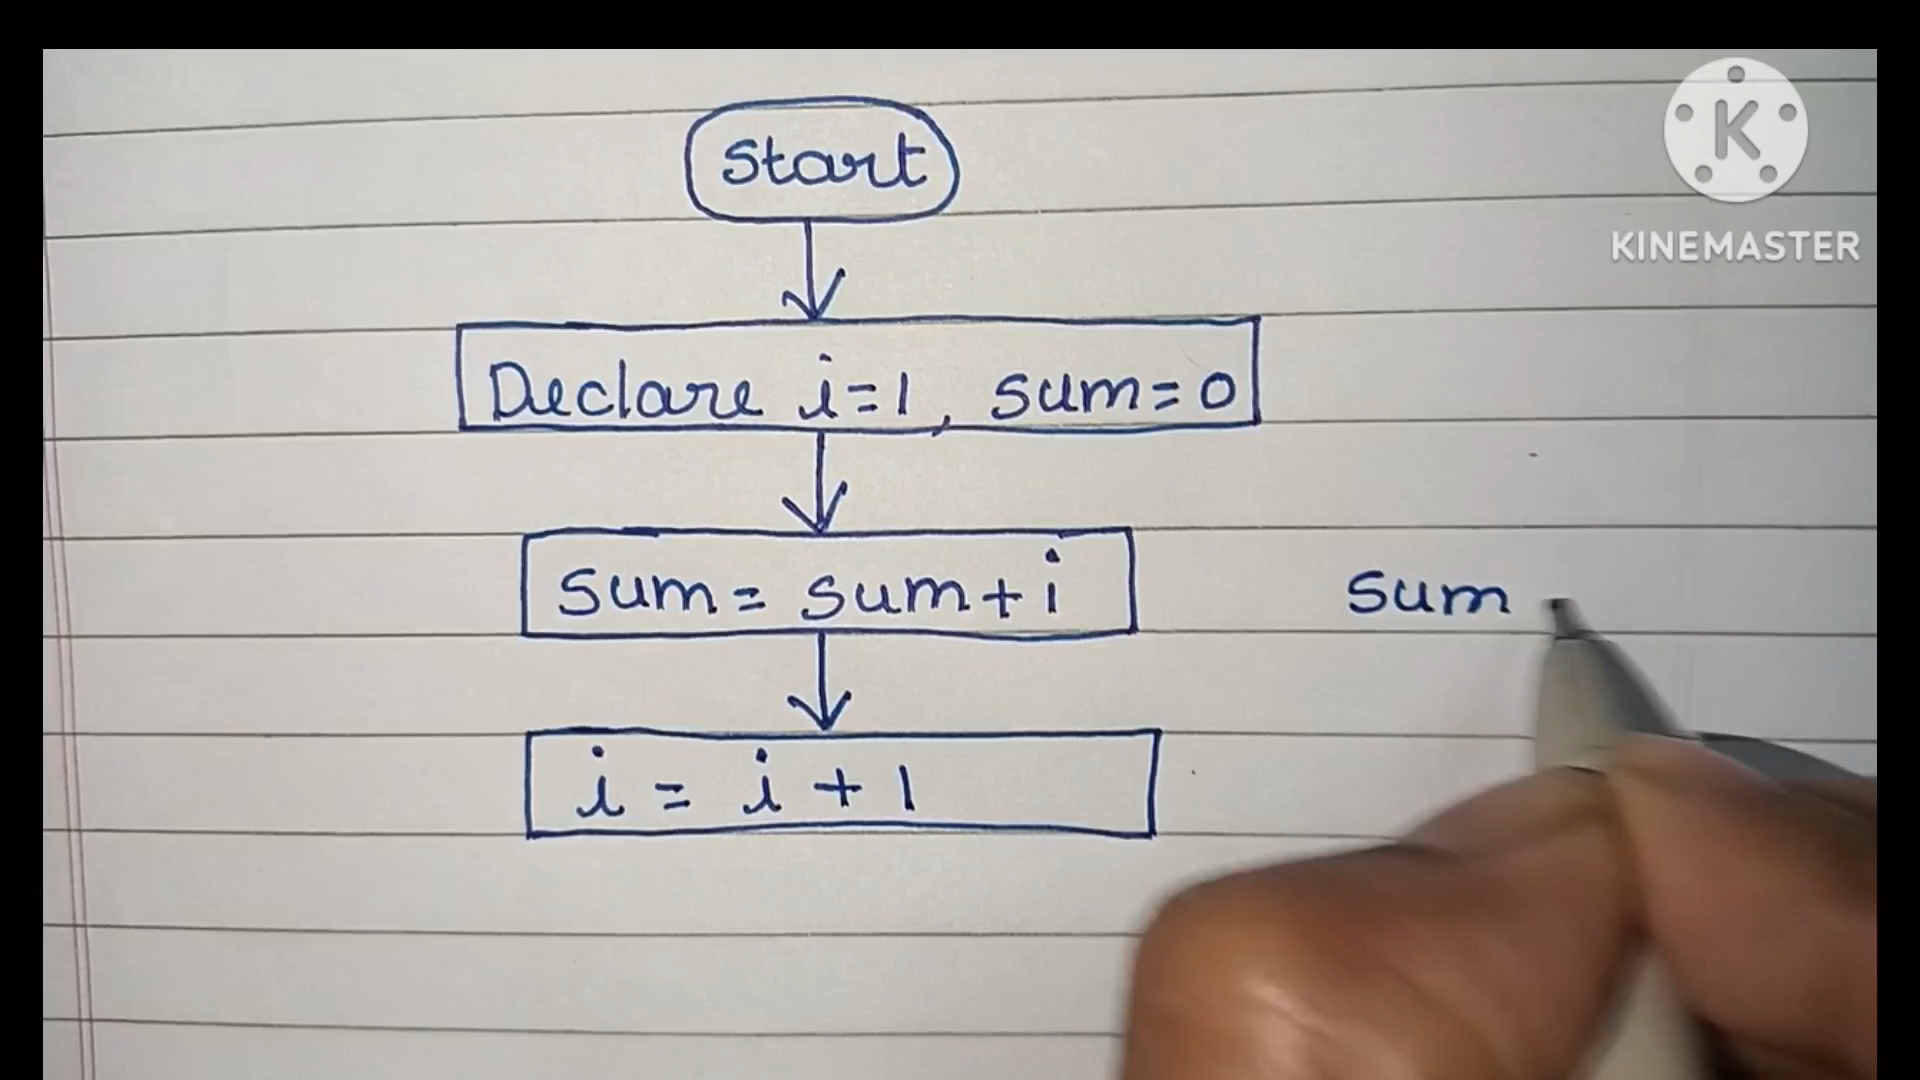 Start
K
KINEMASTER
Declare i=1, sum=0
sum = sum+i
sum
i = i + 1